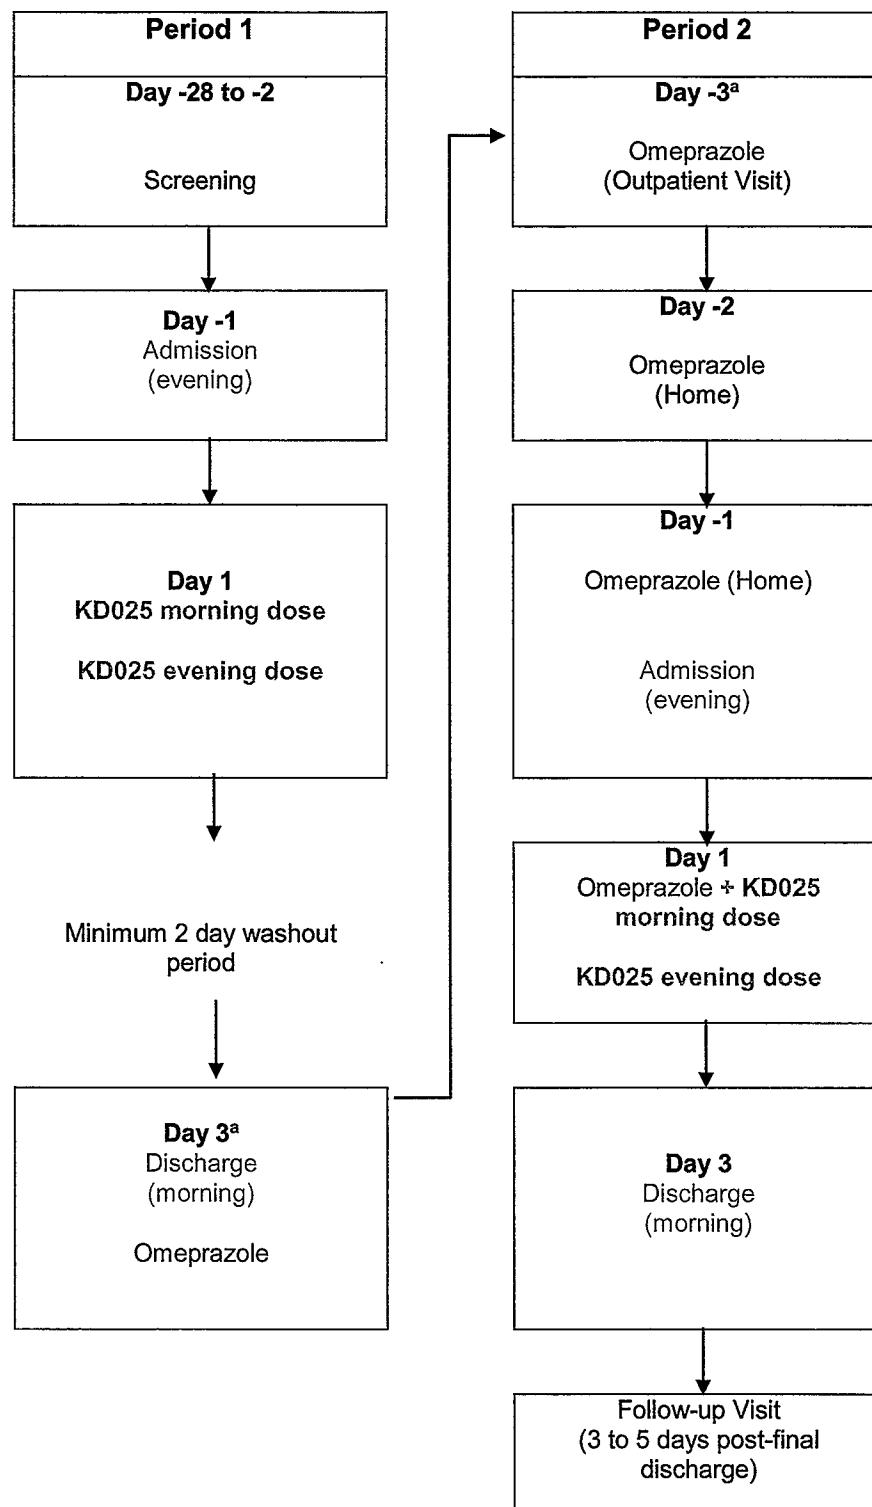 Period 1
Day -28 to -2
Screening
Day -1
Admission
(evening)
Day 1
KD025 morning dose
KD025 evening dose
Minimum 2 day washout
period
Day 3ª
Discharge
(morning)
Omeprazole
Period 2
Day -3ª
Omeprazole
(Outpatient Visit)
Day -2
Omeprazole
(Home)
Day -1
Omeprazole (Home)
Admission
(evening)
Day 1
Omeprazole + KD025
morning dose
KD025 evening dose
Day 3
Discharge
(morning)
Follow-up Visit
(3 to 5 days post-final
discharge)